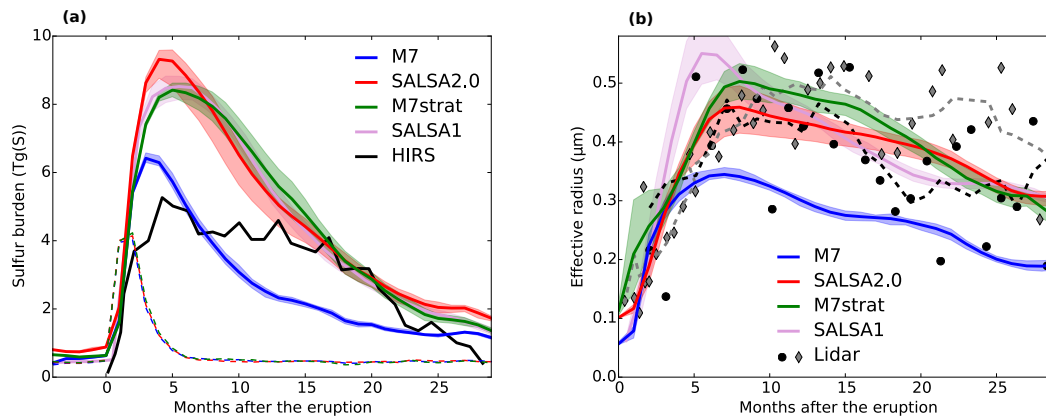 (a)
Sulfur burden (Tg(S))
10
8
6
4
2
0
M7
SALSA2.0
M7strat
SALSA1
HIRS
0 5 10 15 20 25
Months after the eruption
(b)
Effective radius (µm)
0.5
0.4
0.3
0.2
0.1
0.0
M7
SALSA2.0
M7strat
SALSA1
Lidar
0 5 10 15 20 25
Months after the eruption